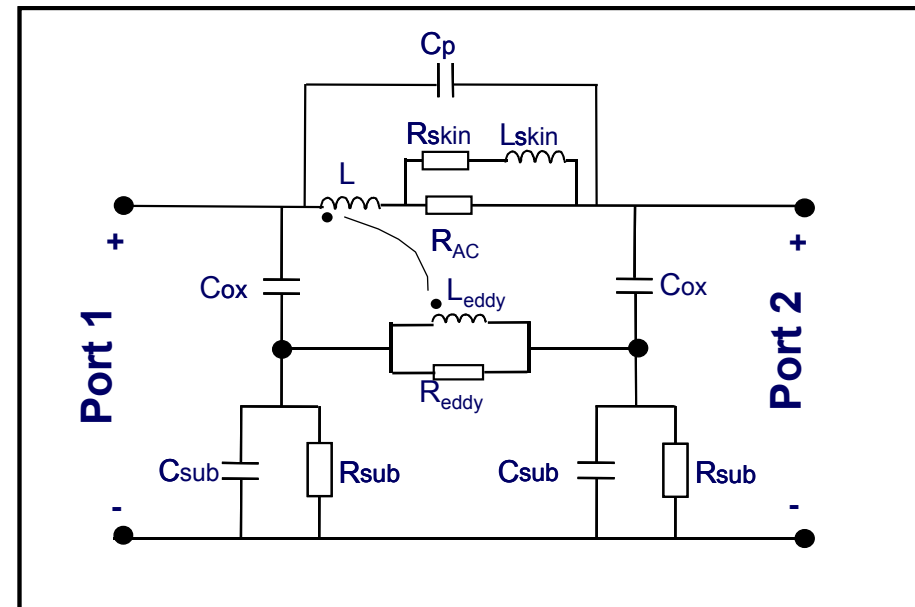 Cp
Rskin Lskin
L
RAC
+
+
Cox
Cox
Leddy
Port 1
Port 2
Reddy
Csub
Rsub
Csub
Rsub
-
-